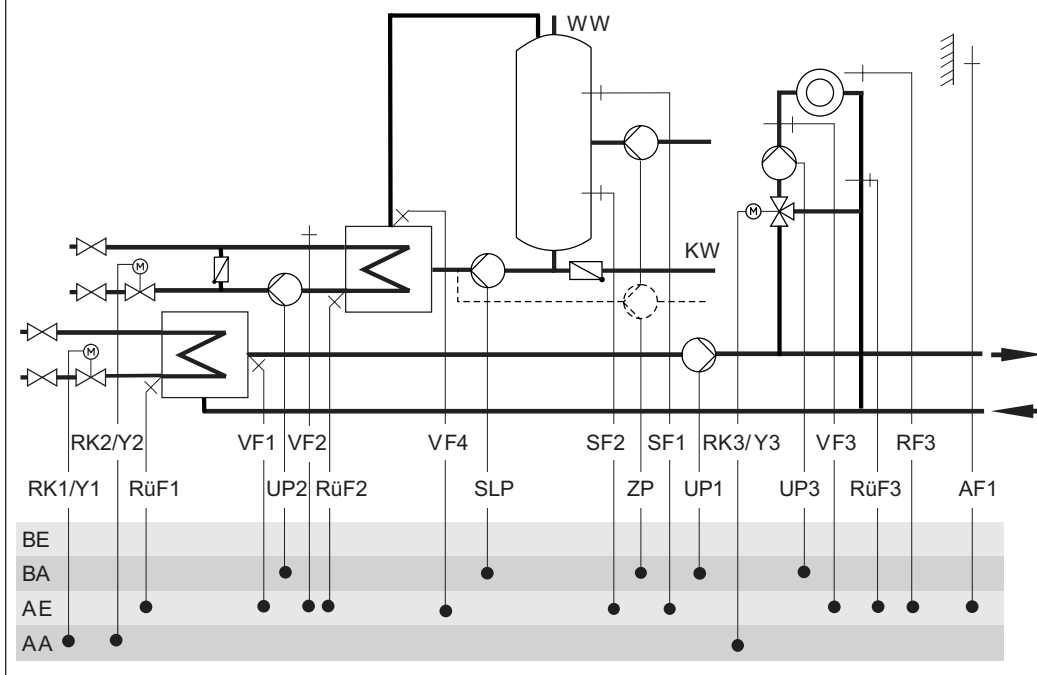 WW
M
KW
M
M
RK2/Y2 VF1 VF2 VF4 SF2 SF1 RK3/Y3 VF3 RF3
RK1/Y1 RüF1 UP2 RüF2 SLP ZP UP1 UP3 RüF3 AF1
BE
BA
AE
AA